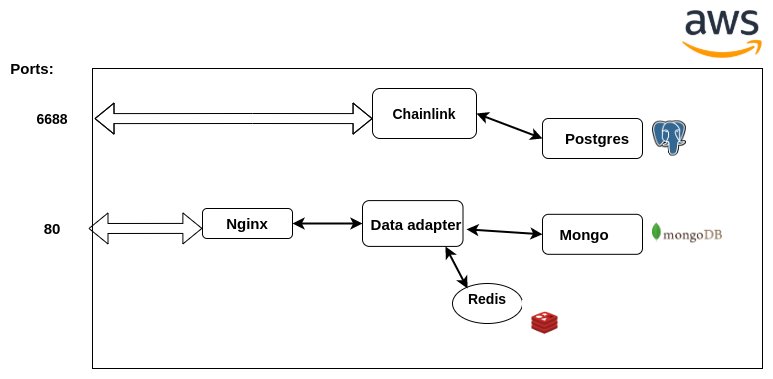 aws
Ports:
6688
Chainlink
Postgres
80
Nginx
Data adapter
Mongo
mongoDB
Redis